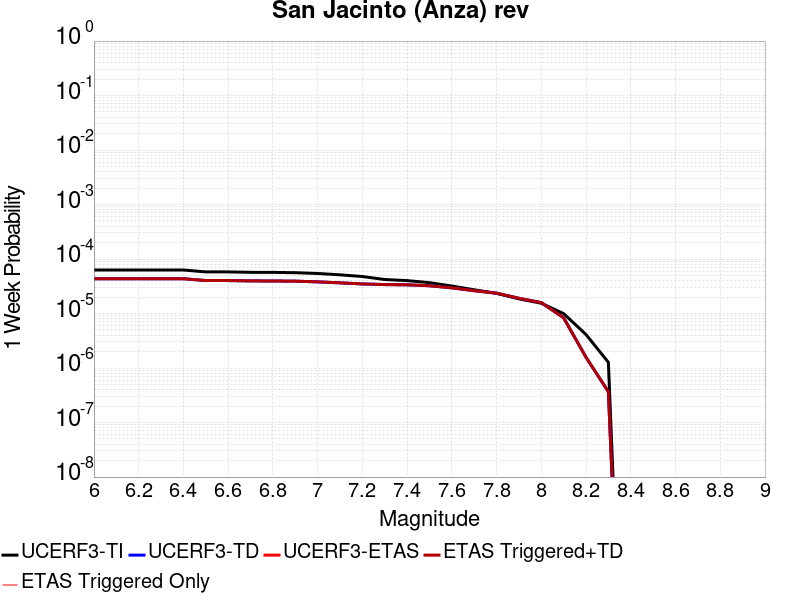 San Jacinto (Anza) rev
10^0
10^-1
10^-2
10^-3
10^-4
10^-5
10^-6
10^-7
10^-8
1 Week Probability
6 6.2 6.4 6.6 6.8 7 7.2 7.4 7.6 7.8 8 8.2 8.4 8.6 8.8 9
Magnitude
UCERF3-TI UCERF3-TD UCERF3-ETAS ETAS Triggered+TD
ETAS Triggered Only